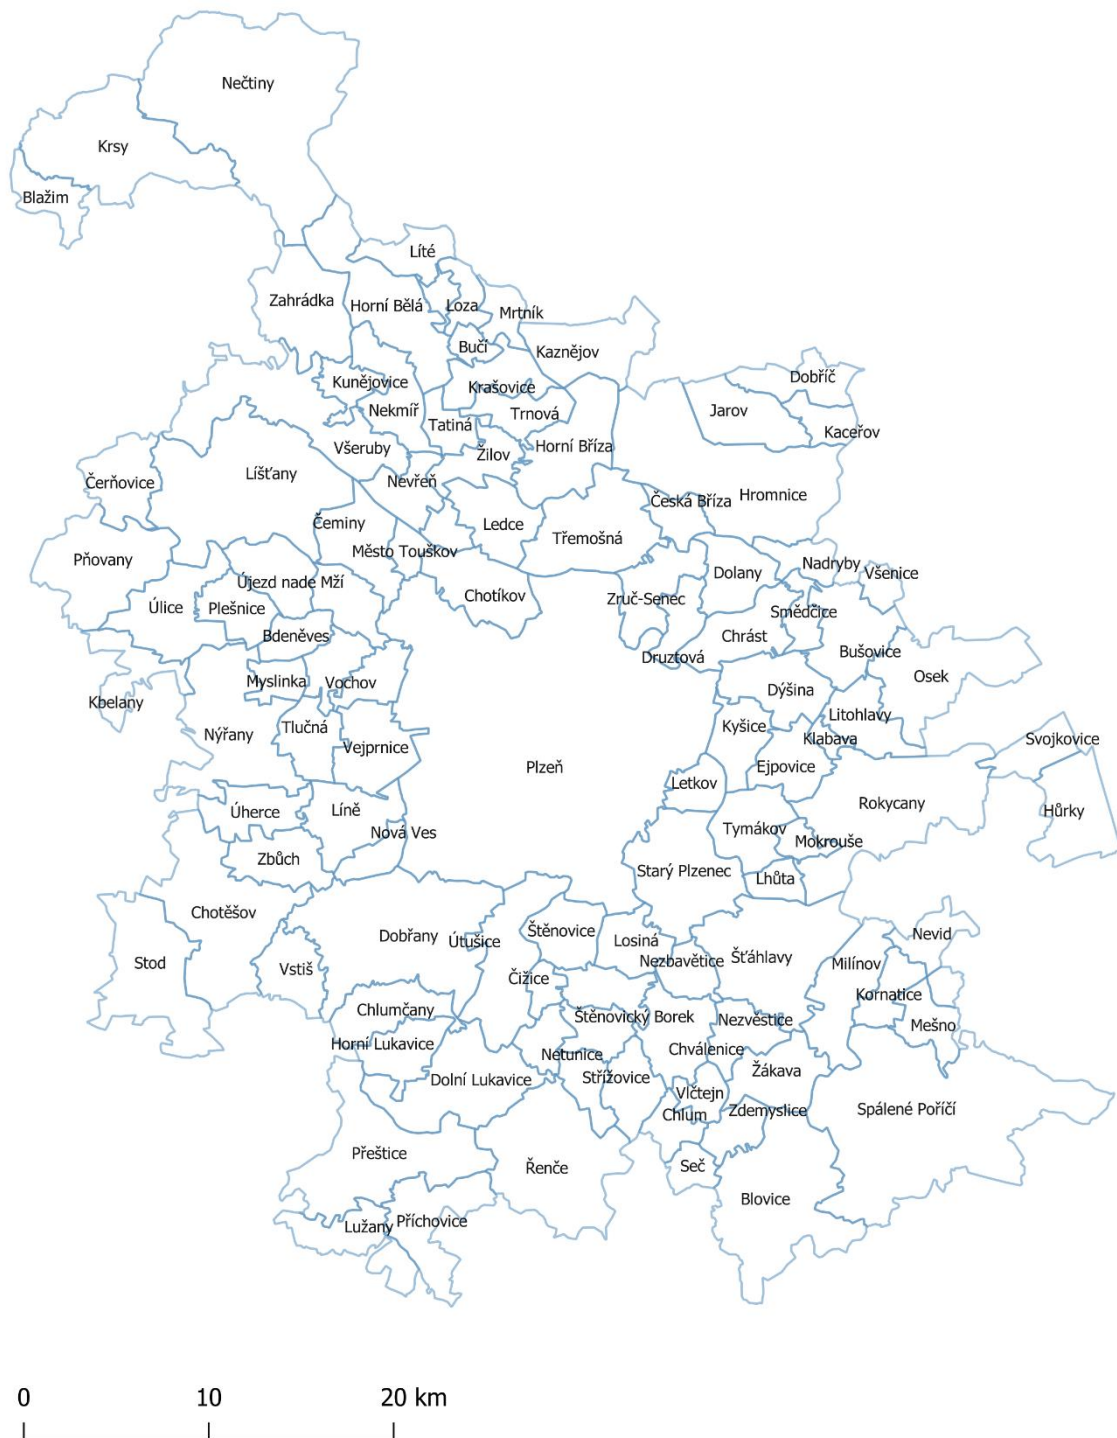 Nečtiny
Krsy
Blažim
Líté
Zahrádka
Horní Bělá
Loza
Mrtník
Bučí
Kaznějov
Kunějovice
Krašovice
Dobříč
Nekmíř
Trnová
Jarov
Tatiná
Kaceřov
Všeruby
Horní Bříza
Žilov
Líšťany
Nevřeň
Čerňovice
Česká Bříza
Hromnice
Čeminy
Ledce
Třemošná
Město Touškov
Pňovany
Nadryby
Všenice
Dolany
Újezd nade Mží
Chotíkov
Zruč-Senec
Úlice
Plešnice
Smědčice
Bdeněves
Chrást
Bušovice
Druztová
Osek
Myslinka
Vochov
Dýšina
Kbelany
Litohlavy
Tlučná
Kyšice
Nýřany
Klabava
Svojkovice
Vejprnice
Plzeň
Ejpovice
Letkov
Rokycany
Hůrky
Úherce
Líně
Nová Ves
Tymákov
Mokrouše
Zbůch
Starý Plzenec
Lhůta
Chotěšov
Štěnovice
Nevid
Dobřany
Útušice
Losiná
Nezbavětice
Šťáhlavy
Stod
Vstiš
Milínov
Čižice
Kornatice
Chlumčany
Štěnovický Borek
Nezvěstice
Mešno
Horní Lukavice
Netunice
Chválenice
Dolní Lukavice
Střížovice
Žákava
Vlčtejn
Chlum
Zdemyslice
Spálené Poříčí
Přeštice
Řenče
Seč
Blovice
Lužany
Příchovice
0 10 20 km